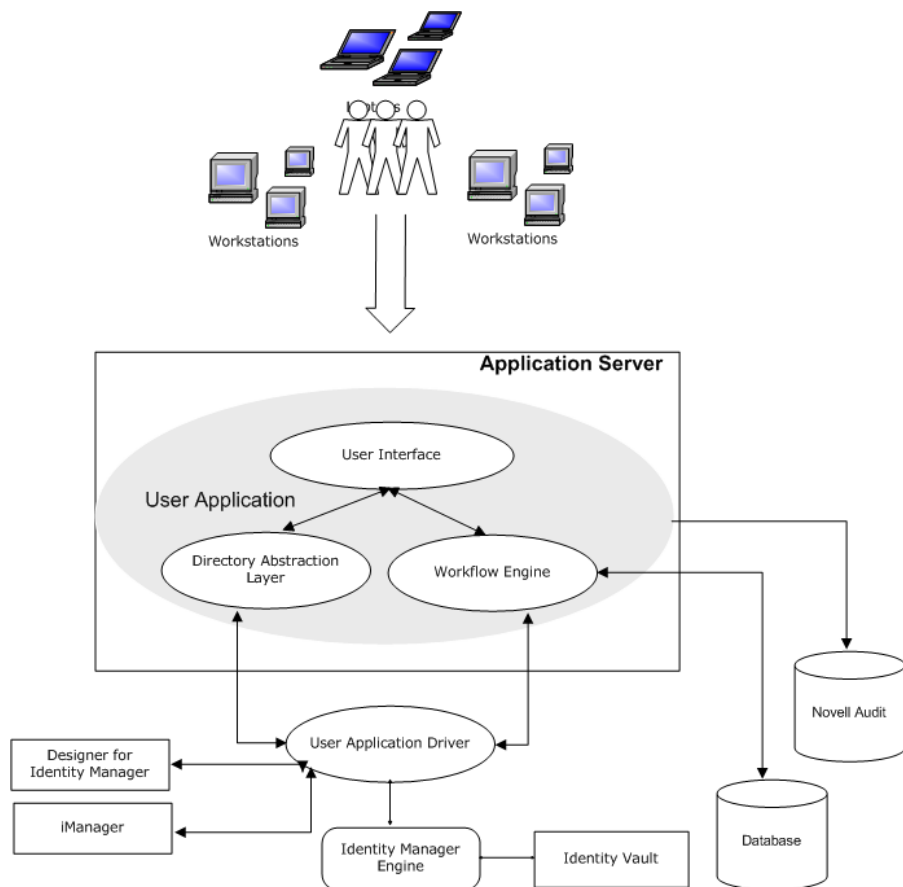 Workstations
Workstations
Application Server
User Interface
User Application
Directory Abstraction
Layer
Workflow Engine
Novell Audit
User Application Driver
Designer for
Identity Manager
iManager
Database
Identity Manager
Engine
Identity Vault